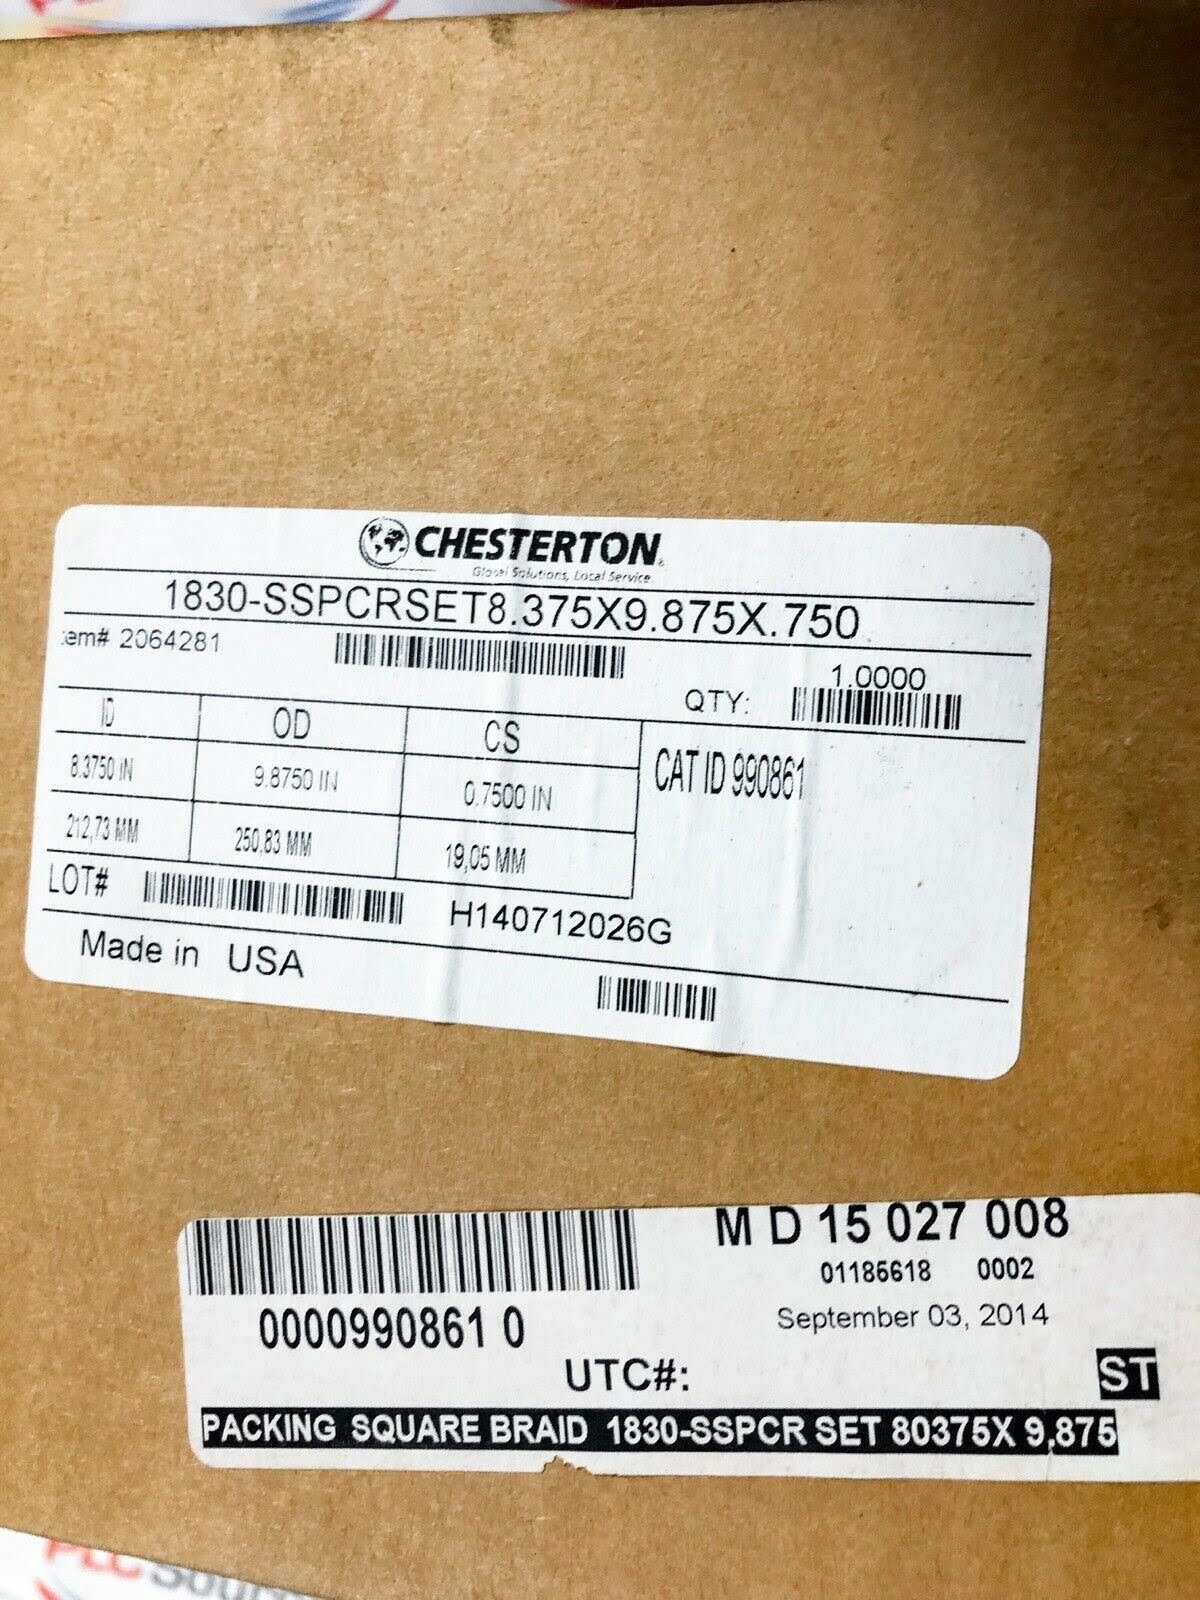 CHESTERTON
Global Solutions, Local Service
1830-SSPCRSET8.375X9.875X.750
em# 2064281
QTY: 1.0000
ID OD CS
8.3750 IN 9.8750 IN 0.7500 IN
212,73 MM 250,83 MM 19,05 MM
CAT ID 990861
LOT# H140712026G
Made in USA
M D 15 027 008
01186618 0002
0000990861 0
September 03, 2014
UTC#:
ST
PACKING SQUARE BRAID 1830-SSPCR SET 80375X 9,875
PLC Sour